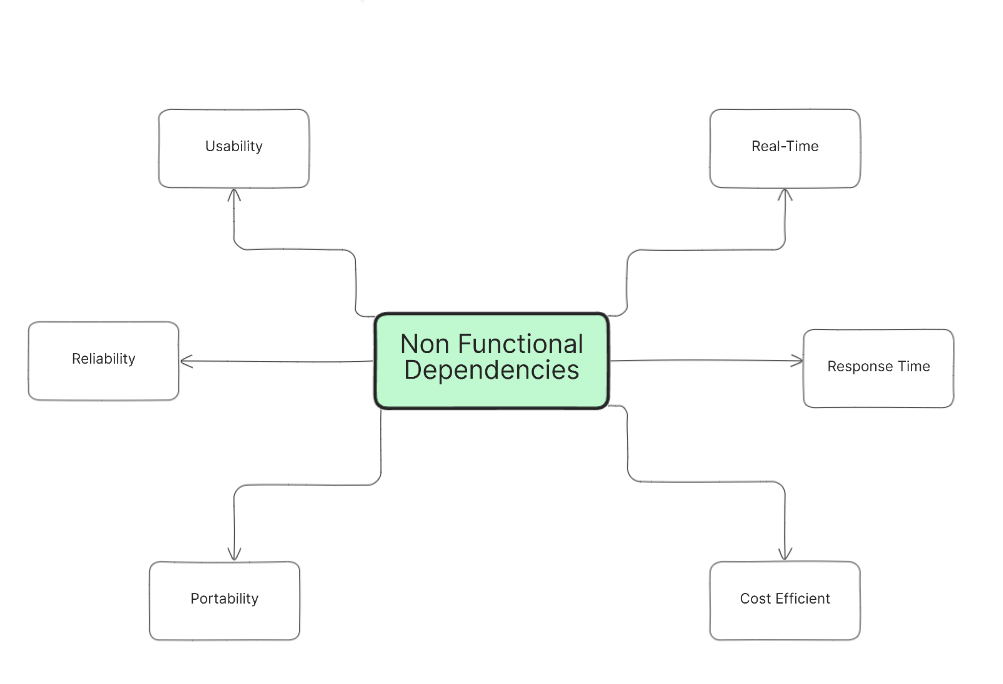 Usability
Real-Time
Non Functional
Dependencies
Reliability
Response Time
Portability
Cost Efficient